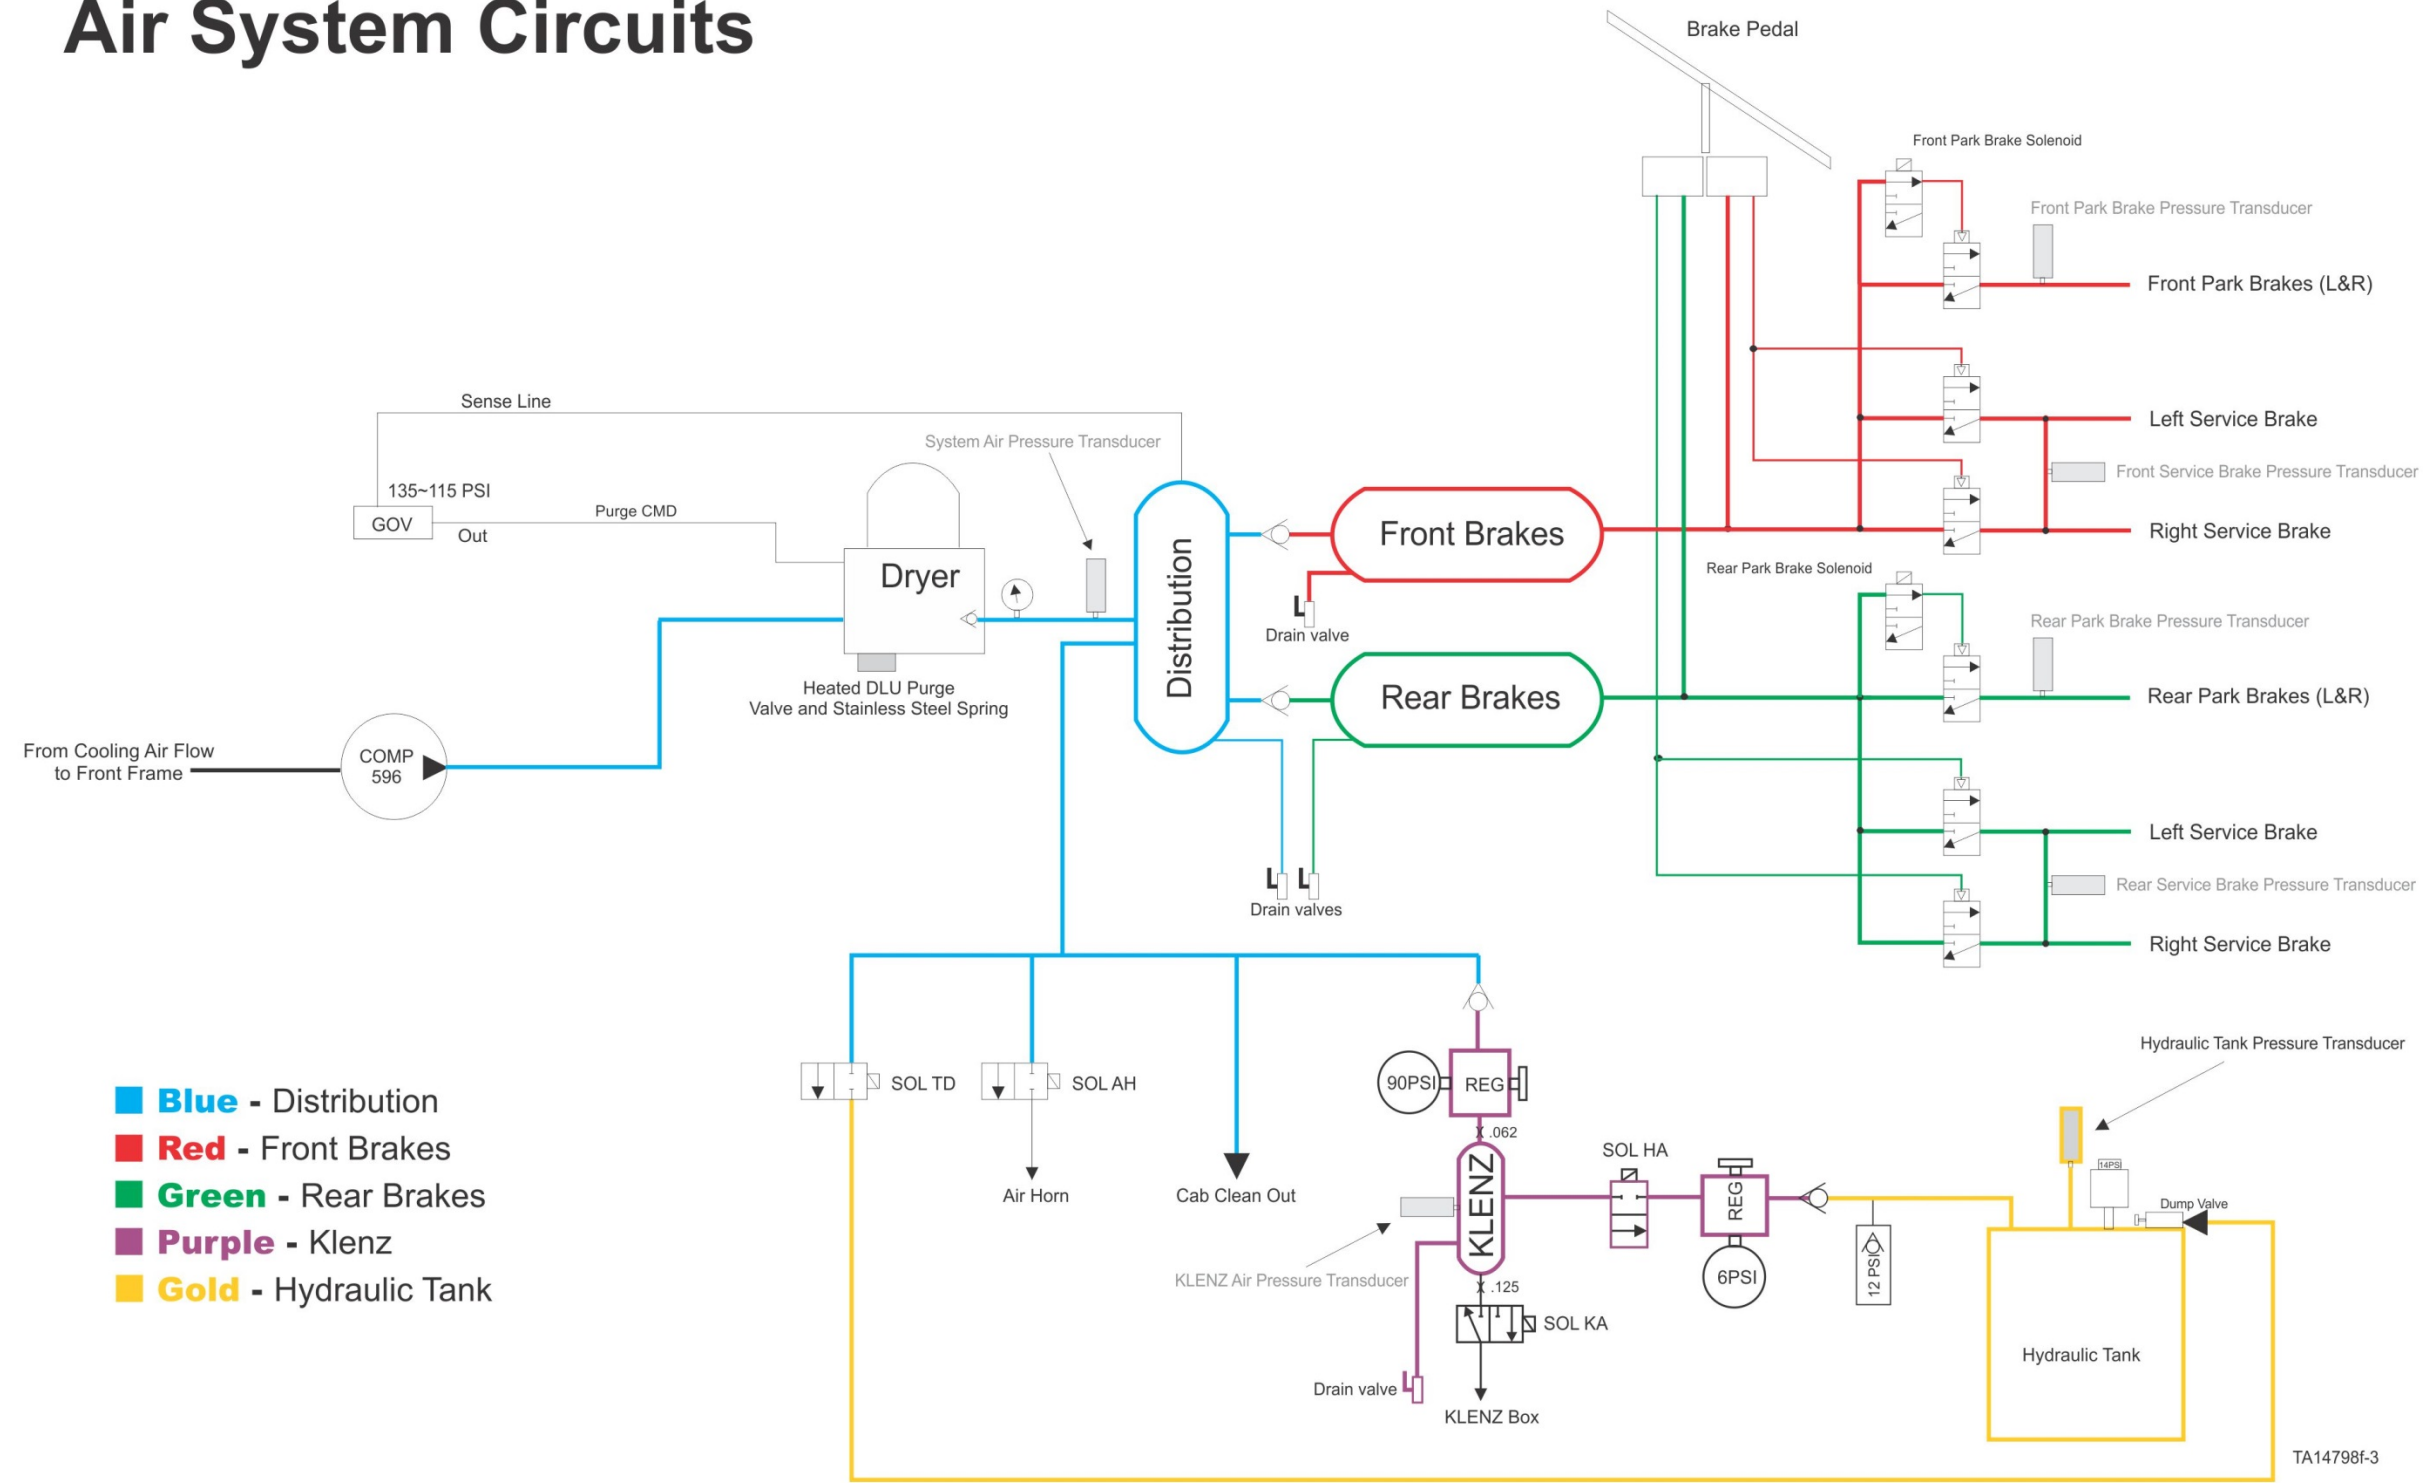 Air System Circuits
Brake Pedal
Front Park Brake Solenoid
Front Park Brake Pressure Transducer
Front Park Brakes (L&R)
Sense Line
System Air Pressure Transducer
Left Service Brake
Front Service Brake Pressure Transducer
135~115 PSI
GOV
Out
Purge CMD
Right Service Brake
Front Brakes
Dryer
Distribution
Drain valve
Rear Park Brake Solenoid
Rear Park Brake Pressure Transducer
Rear Brakes
Rear Park Brakes (L&R)
Heated DLU Purge
Valve and Stainless Steel Spring
From Cooling Air Flow
to Front Frame
COMP
596
Left Service Brake
Rear Service Brake Pressure Transducer
Drain valves
Right Service Brake
Hydraulic Tank Pressure Transducer
SOL TD
SOL AH
90PSI
REG
Blue - Distribution
Red - Front Brakes
Green - Rear Brakes
Purple - Klenz
Gold - Hydraulic Tank
X .062
SOL HA
14PSI
Air Horn
Cab Clean Out
KLENZ
REG
Dump Valve
KLENZ Air Pressure Transducer
6PSI
12 PSI
X .125
SOL KA
Hydraulic Tank
Drain valve
KLENZ Box
TA14798f-3